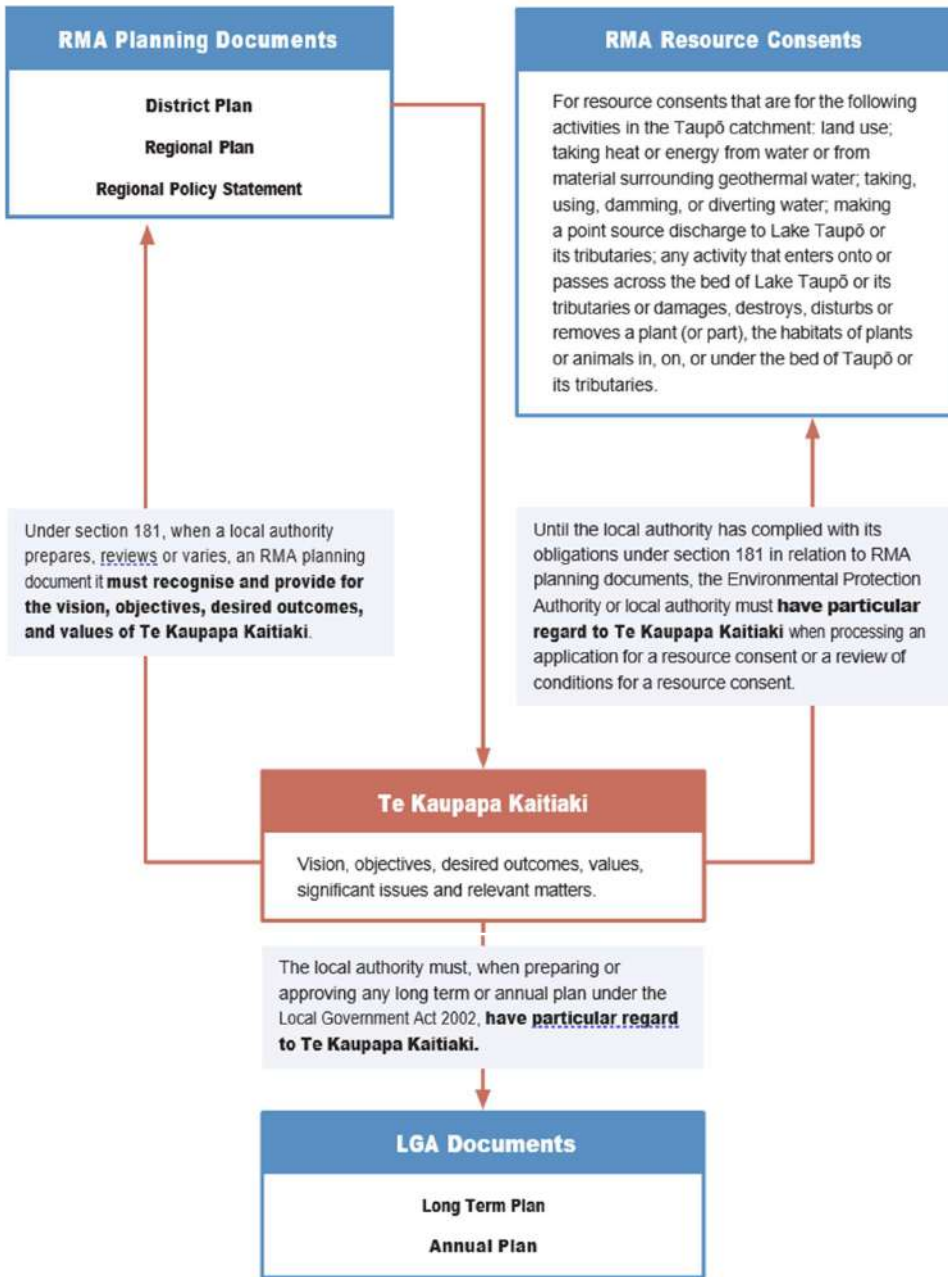 RMA Planning Documents
District Plan
Regional Plan
Regional Policy Statement
RMA Resource Consents
For resource consents that are for the following
activities in the Taupō catchment: land use;
taking heat or energy from water or from
material surrounding geothermal water; taking,
using, damming, or diverting water; making
a point source discharge to Lake Taupō or
its tributaries; any activity that enters onto or
passes across the bed of Lake Taupō or its
tributaries or damages, destroys, disturbs or
removes a plant (or part), the habitats of plants
or animals in, on, or under the bed of Taupō or
its tributaries.
Under section 181, when a local authority
prepares, reviews or varies, an RMA planning
document it must recognise and provide for
the vision, objectives, desired outcomes,
and values of Te Kaupapa Kaitiaki.
Until the local authority has complied with its
obligations under section 181 in relation to RMA
planning documents, the Environmental Protection
Authority or local authority must have particular
regard to Te Kaupapa Kaitiaki when processing an
application for a resource consent or a review of
conditions for a resource consent.
Te Kaupapa Kaitiaki
Vision, objectives, desired outcomes, values,
significant issues and relevant matters.
The local authority must, when preparing or
approving any long term or annual plan under the
Local Government Act 2002, have particular regard
to Te Kaupapa Kaitiaki.
LGA Documents
Long Term Plan
Annual Plan